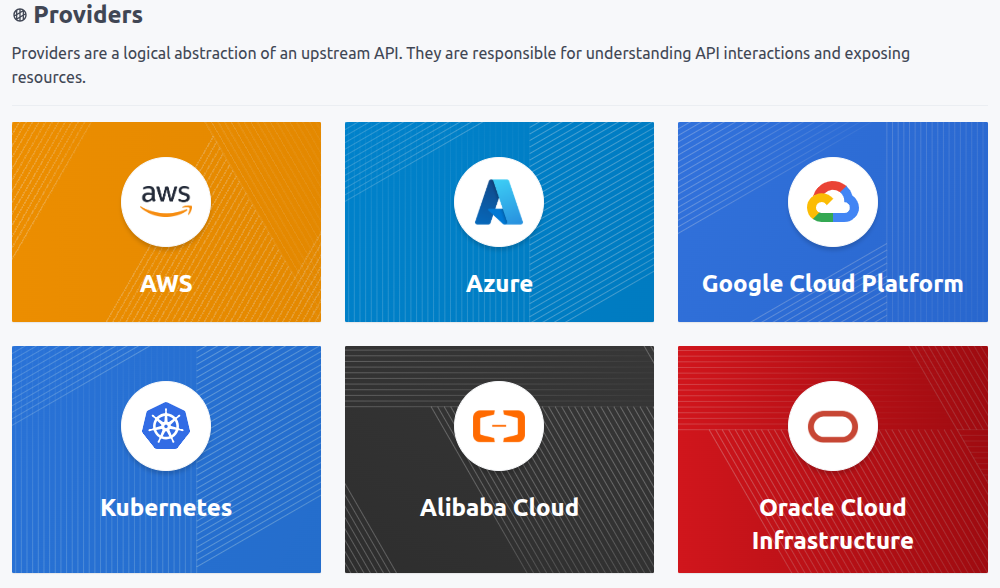 Providers
Providers are a logical abstraction of an upstream API. They are responsible for understanding API interactions and exposing
resources.
aws
AWS
Azure
Google Cloud Platform
Kubernetes
Alibaba Cloud
Oracle Cloud
Infrastructure